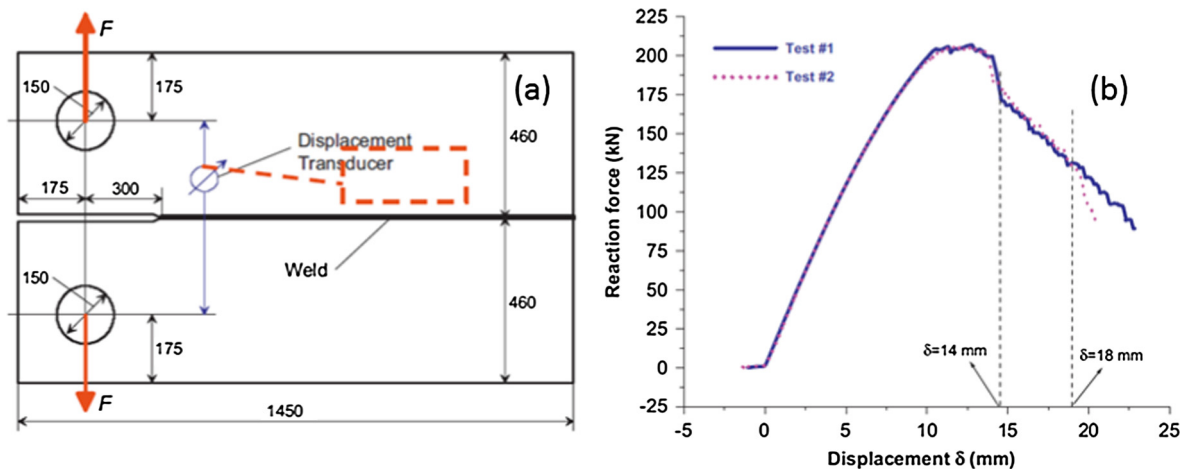 F
150
175
(a)
460
Displacement
Transducer
175
300
Weld
150
460
175
F
1450
225
200
175
150
125
100
75
50
25
0
-25
Reaction force (kN)
Test #1
Test #2
(b)
δ=14 mm
δ=18 mm
-5
0
5
10
15
20
25
Displacement δ (mm)